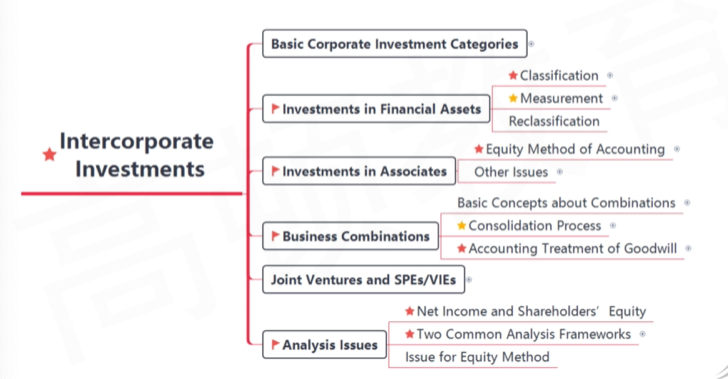 Intercorporate
Investments
Basic Corporate Investment Categories
Investments in Financial Assets
Classification
Measurement
Reclassification
Investments in Associates
Equity Method of Accounting
Other Issues
Business Combinations
Basic Concepts about Combinations
Consolidation Process
Accounting Treatment of Goodwill
Joint Ventures and SPEs/VIEs
Analysis Issues
Net Income and Shareholders' Equity
Two Common Analysis Frameworks
Issue for Equity Method